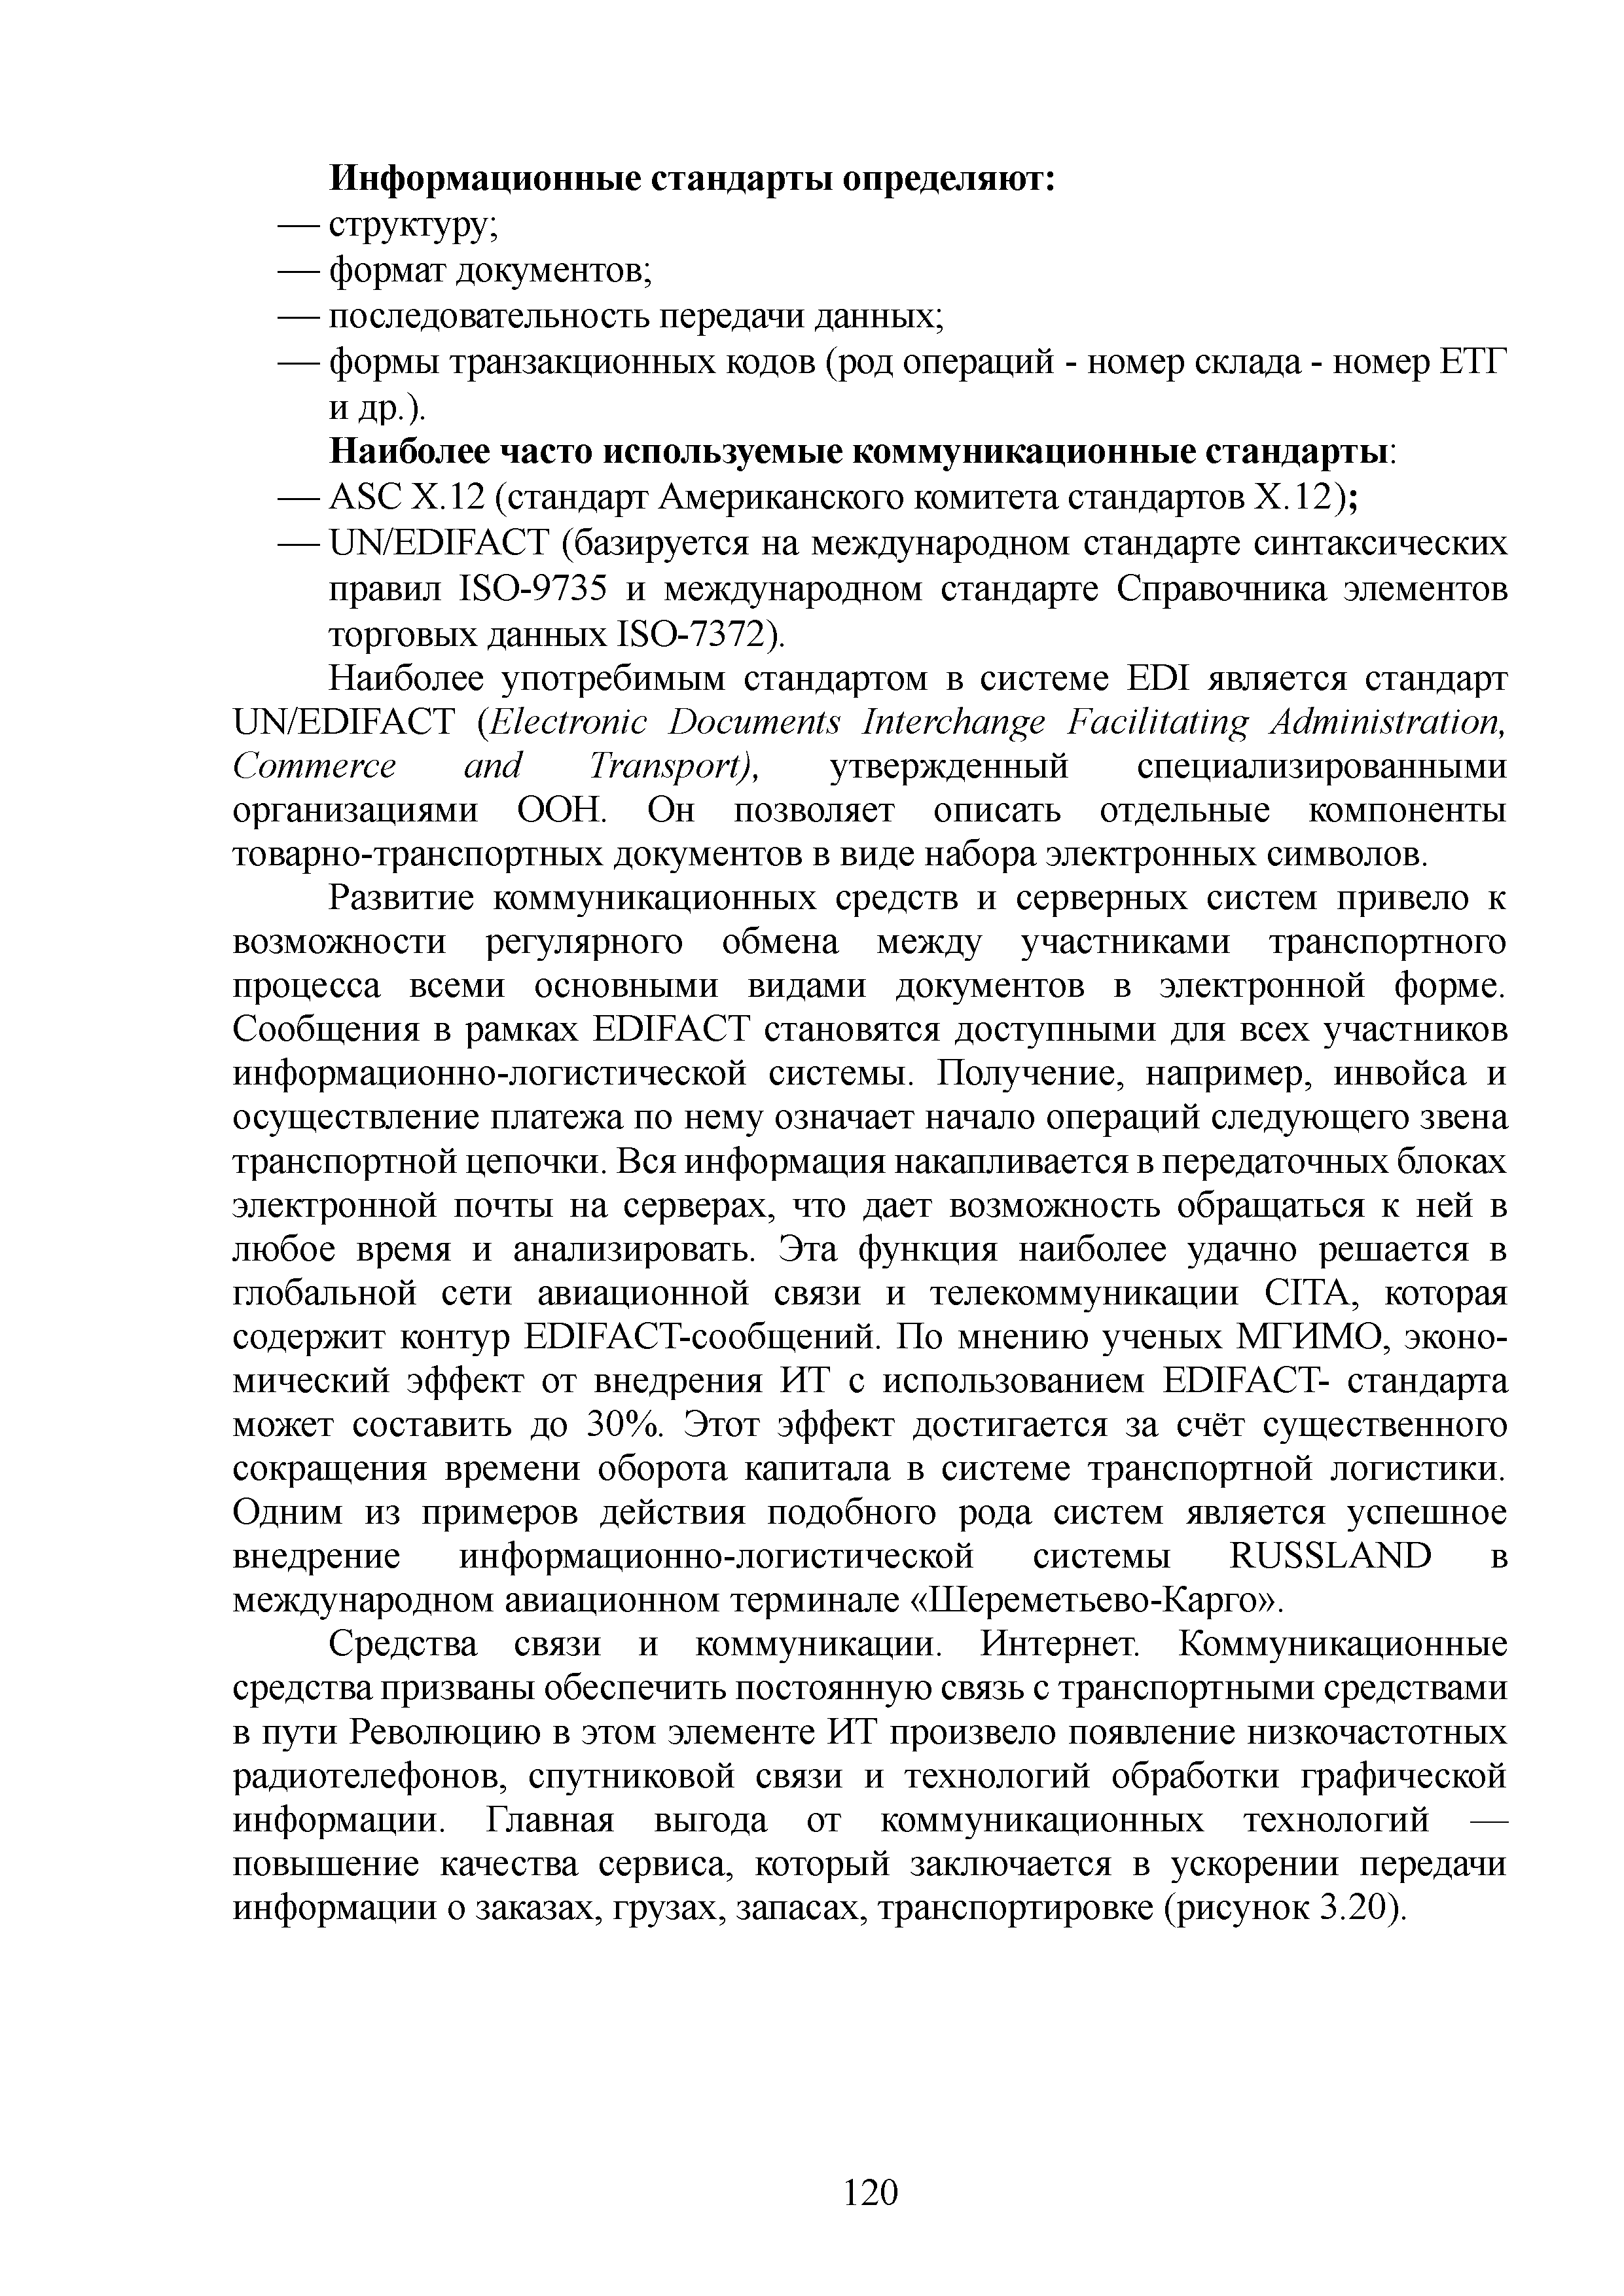 Информационные стандарты определяют:
— структуру;
— формат документов;
— последовательность передачи данных;
— формы транзакционных кодов (род операций - номер склада - номер ЕТГ
и др.).
Наиболее часто используемые коммуникационные стандарты:
— ASC X.12 (стандарт Американского комитета стандартов X.12);
— UN/EDIFACT (базируется на международном стандарте синтаксических
правил ISO-9735 и международном стандарте Справочника элементов
торговых данных ISO-7372).
Наиболее употребимым стандартом в системе EDI является стандарт
UN/EDIFACT (Electronic Documents Interchange Facilitating Administration,
Commerce and Transport), утвержденный специализированными
организациями ООН. Он позволяет описать отдельные компоненты
товарно-транспортных документов в виде набора электронных символов.
Развитие коммуникационных средств и серверных систем привело к
возможности регулярного обмена между участниками транспортного
процесса всеми основными видами документов в электронной форме.
Сообщения в рамках EDIFACT становятся доступными для всех участников
информационно-логистической системы. Получение, например, инвойса и
осуществление платежа по нему означает начало операций следующего звена
транспортной цепочки. Вся информация накапливается в передаточных блоках
электронной почты на серверах, что дает возможность обращаться к ней в
любое время и анализировать. Эта функция наиболее удачно решается в
глобальной сети авиационной связи и телекоммуникации CITA, которая
содержит контур EDIFACT-сообщений. По мнению ученых МГИМО, эконо-
мический эффект от внедрения ИТ с использованием EDIFACT- стандарта
может составить до 30%. Этот эффект достигается за счёт существенного
сокращения времени оборота капитала в системе транспортной логистики.
Одним из примеров действия подобного рода систем является успешное
внедрение информационно-логистической системы RUSSLAND в
международном авиационном терминале «Шереметьево-Карго».
Средства связи и коммуникации. Интернет. Коммуникационные
средства призваны обеспечить постоянную связь с транспортными средствами
в пути Революцию в этом элементе ИТ произвело появление низкочастотных
радиотелефонов, спутниковой связи и технологий обработки графической
информации. Главная выгода от коммуникационных технологий —
повышение качества сервиса, который заключается в ускорении передачи
информации о заказах, грузах, запасах, транспортировке (рисунок 3.20).
120